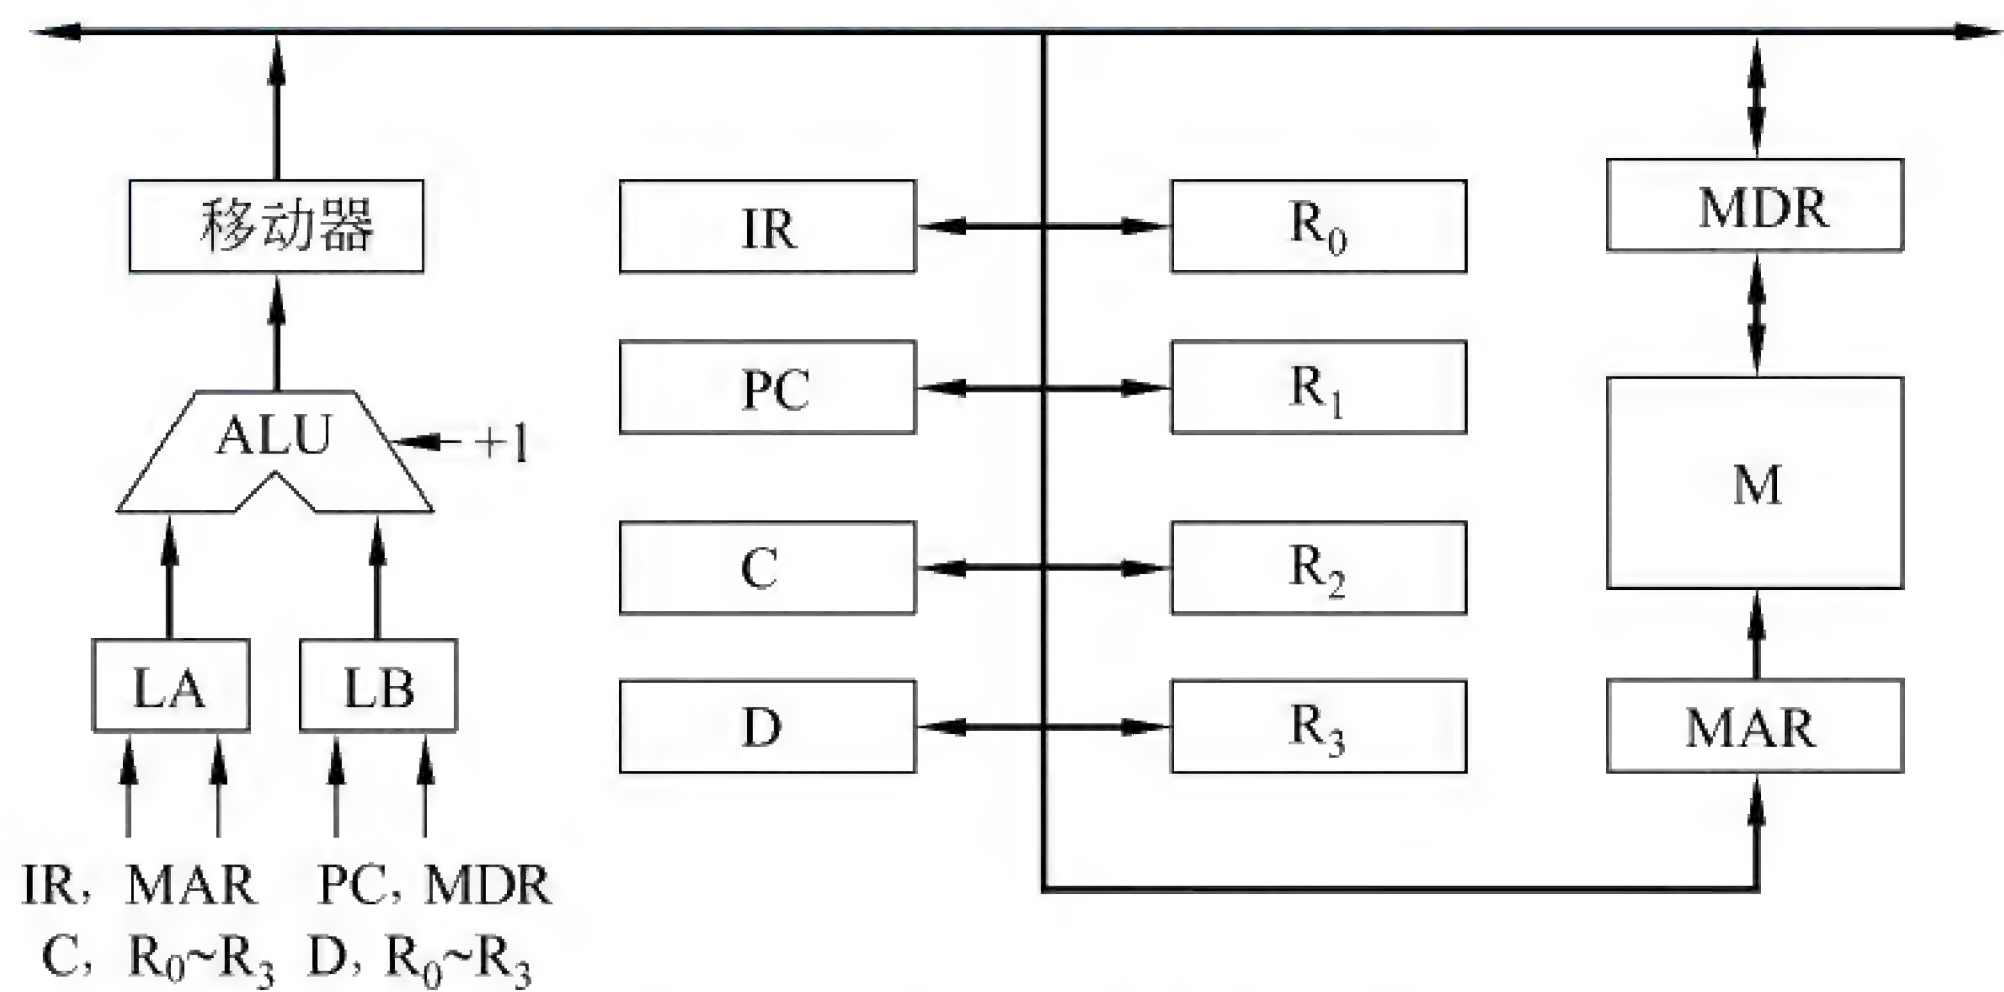 移动器
IR
R0
MDR
PC
R1
ALU
+1
M
C
R2
LA
LB
D
R3
MAR
IR, MAR PC, MDR
C, R0~R3 D, R0~R3